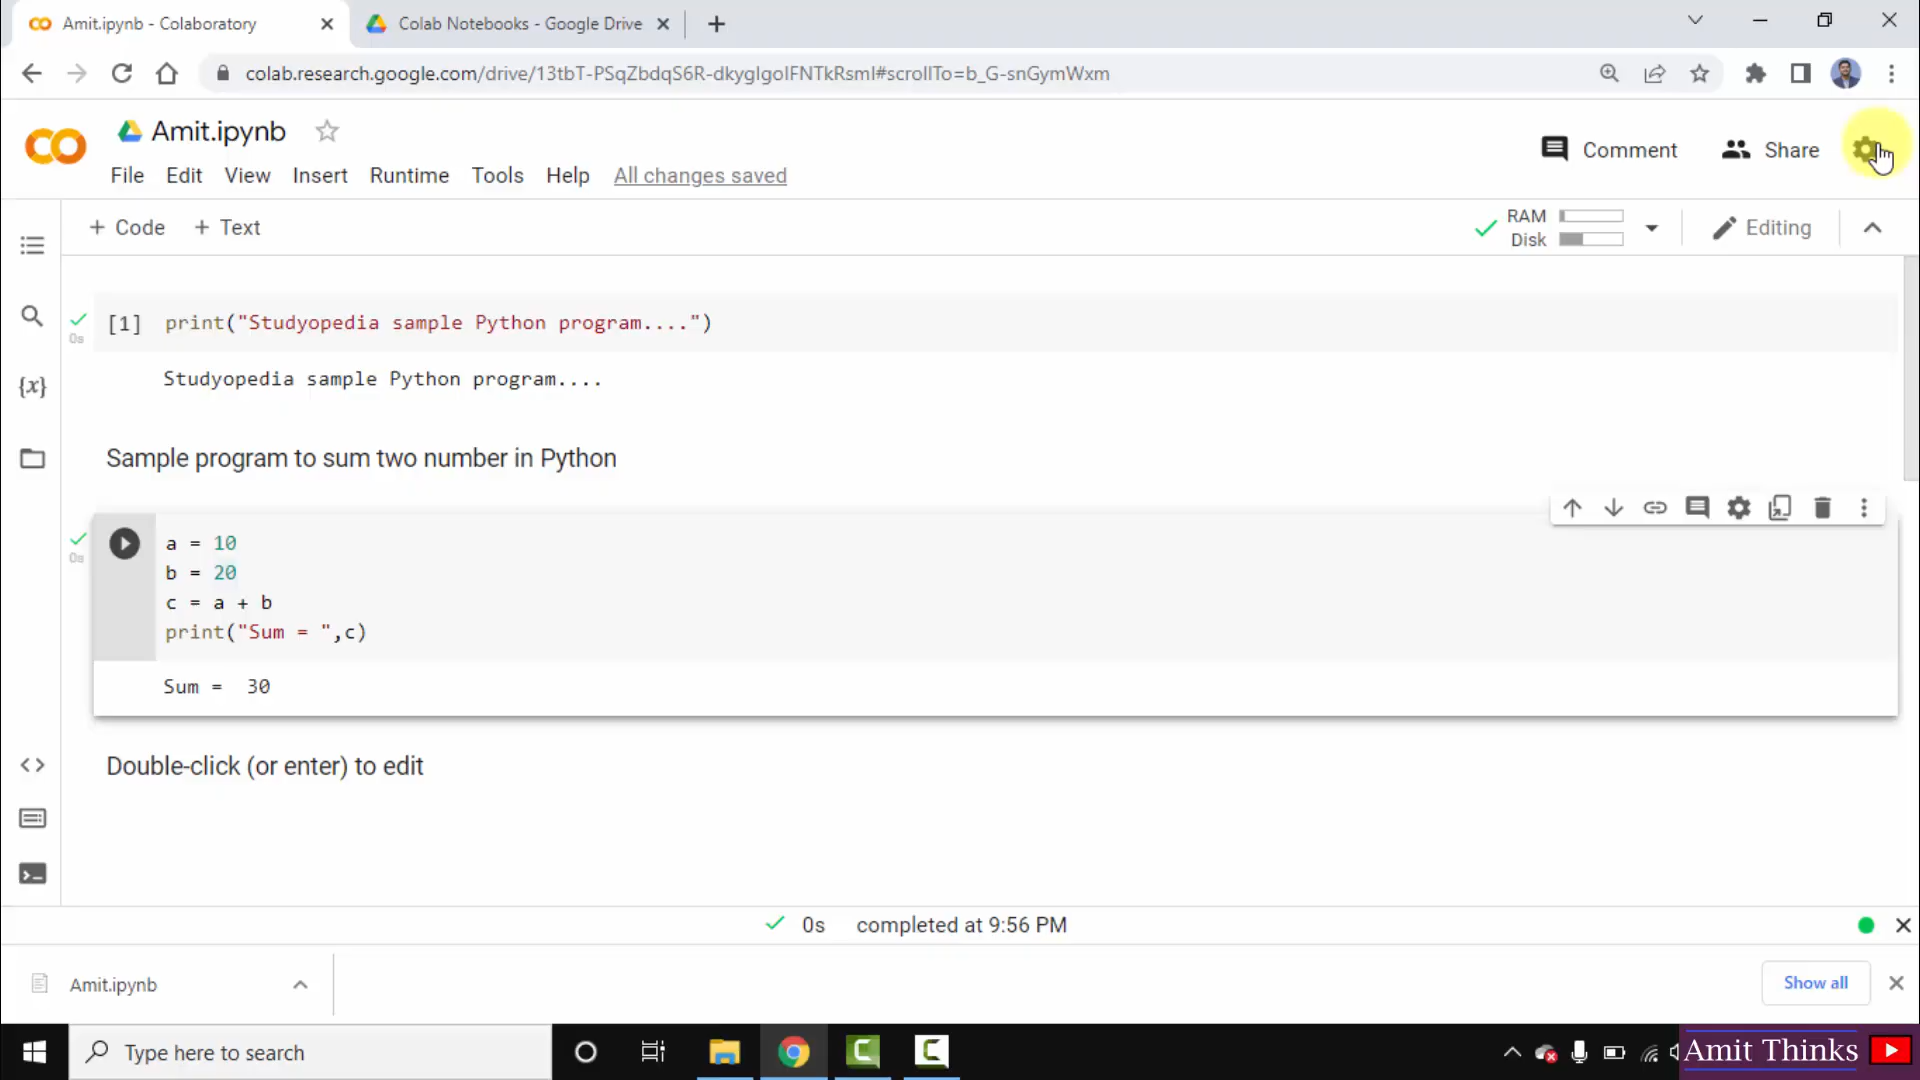 Amit.ipynb - Colaboratory
Colab Notebooks - Google Drive
colab.research.google.com/drive/13tbT-PSqZbdqS6R-dkyglgolFNTkRsml#scrollTo=b_G-snGymWxm
Amit.ipynb
Comment
Share
File Edit View Insert Runtime Tools Help All changes saved
+ Code + Text
RAM
Disk
Editing
0s
[1] print("Studyopedia sample Python program....")
Studyopedia sample Python program....
Sample program to sum two number in Python
0s
a = 10
b = 20
c = a + b
print("Sum = ",c)
Sum =  30
Double-click (or enter) to edit
0s completed at 9:56 PM
Amit.ipynb
Show all
Type here to search
Amit Thinks